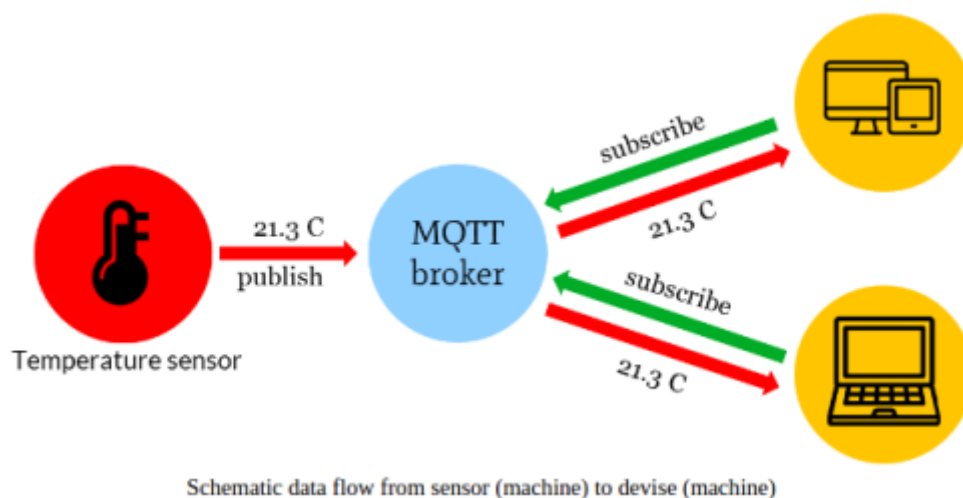 subscribe
21.3 C
21.3 C
publish
MQTT
broker
Temperature sensor
subscribe
21.3 C
Schematic data flow from sensor (machine) to devise (machine)